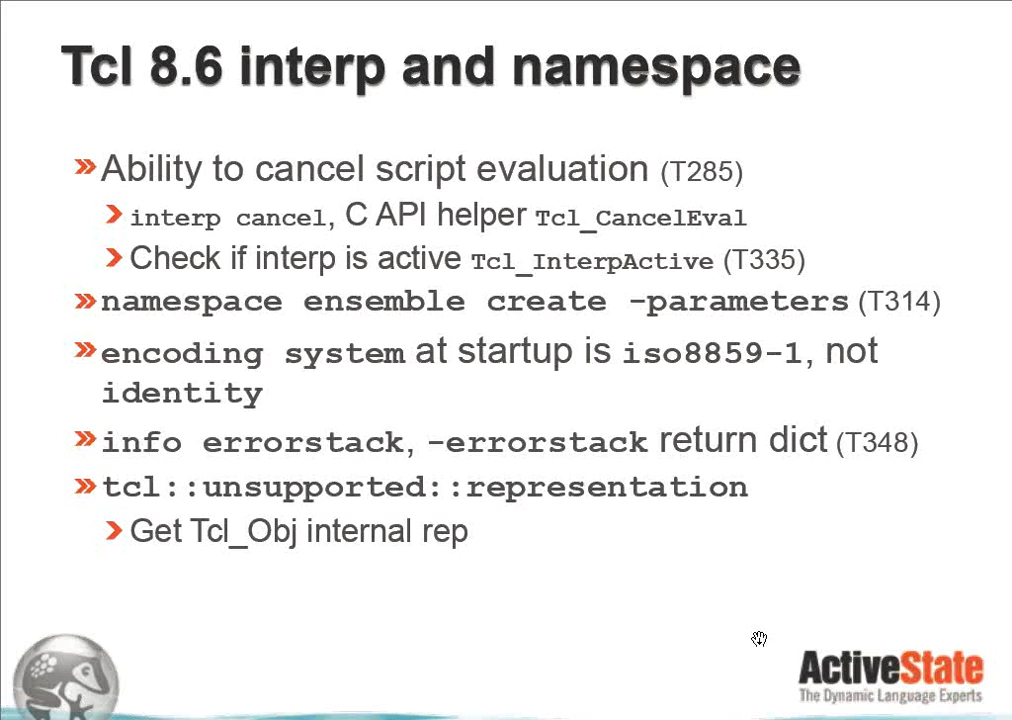 Tcl 8.6 interp and namespace
Ability to cancel script evaluation (T285)
interp cancel, C API helper Tcl_CancelEval
Check if interp is active Tcl_InterpActive (T335)
namespace ensemble create -parameters (T314)
encoding system at startup is iso8859-1, not
identity
info errorstack, -errorstack return dict (T348)
tcl::unsupported::representation
Get Tcl_Obj internal rep
ActiveState
The Dynamic Language Experts